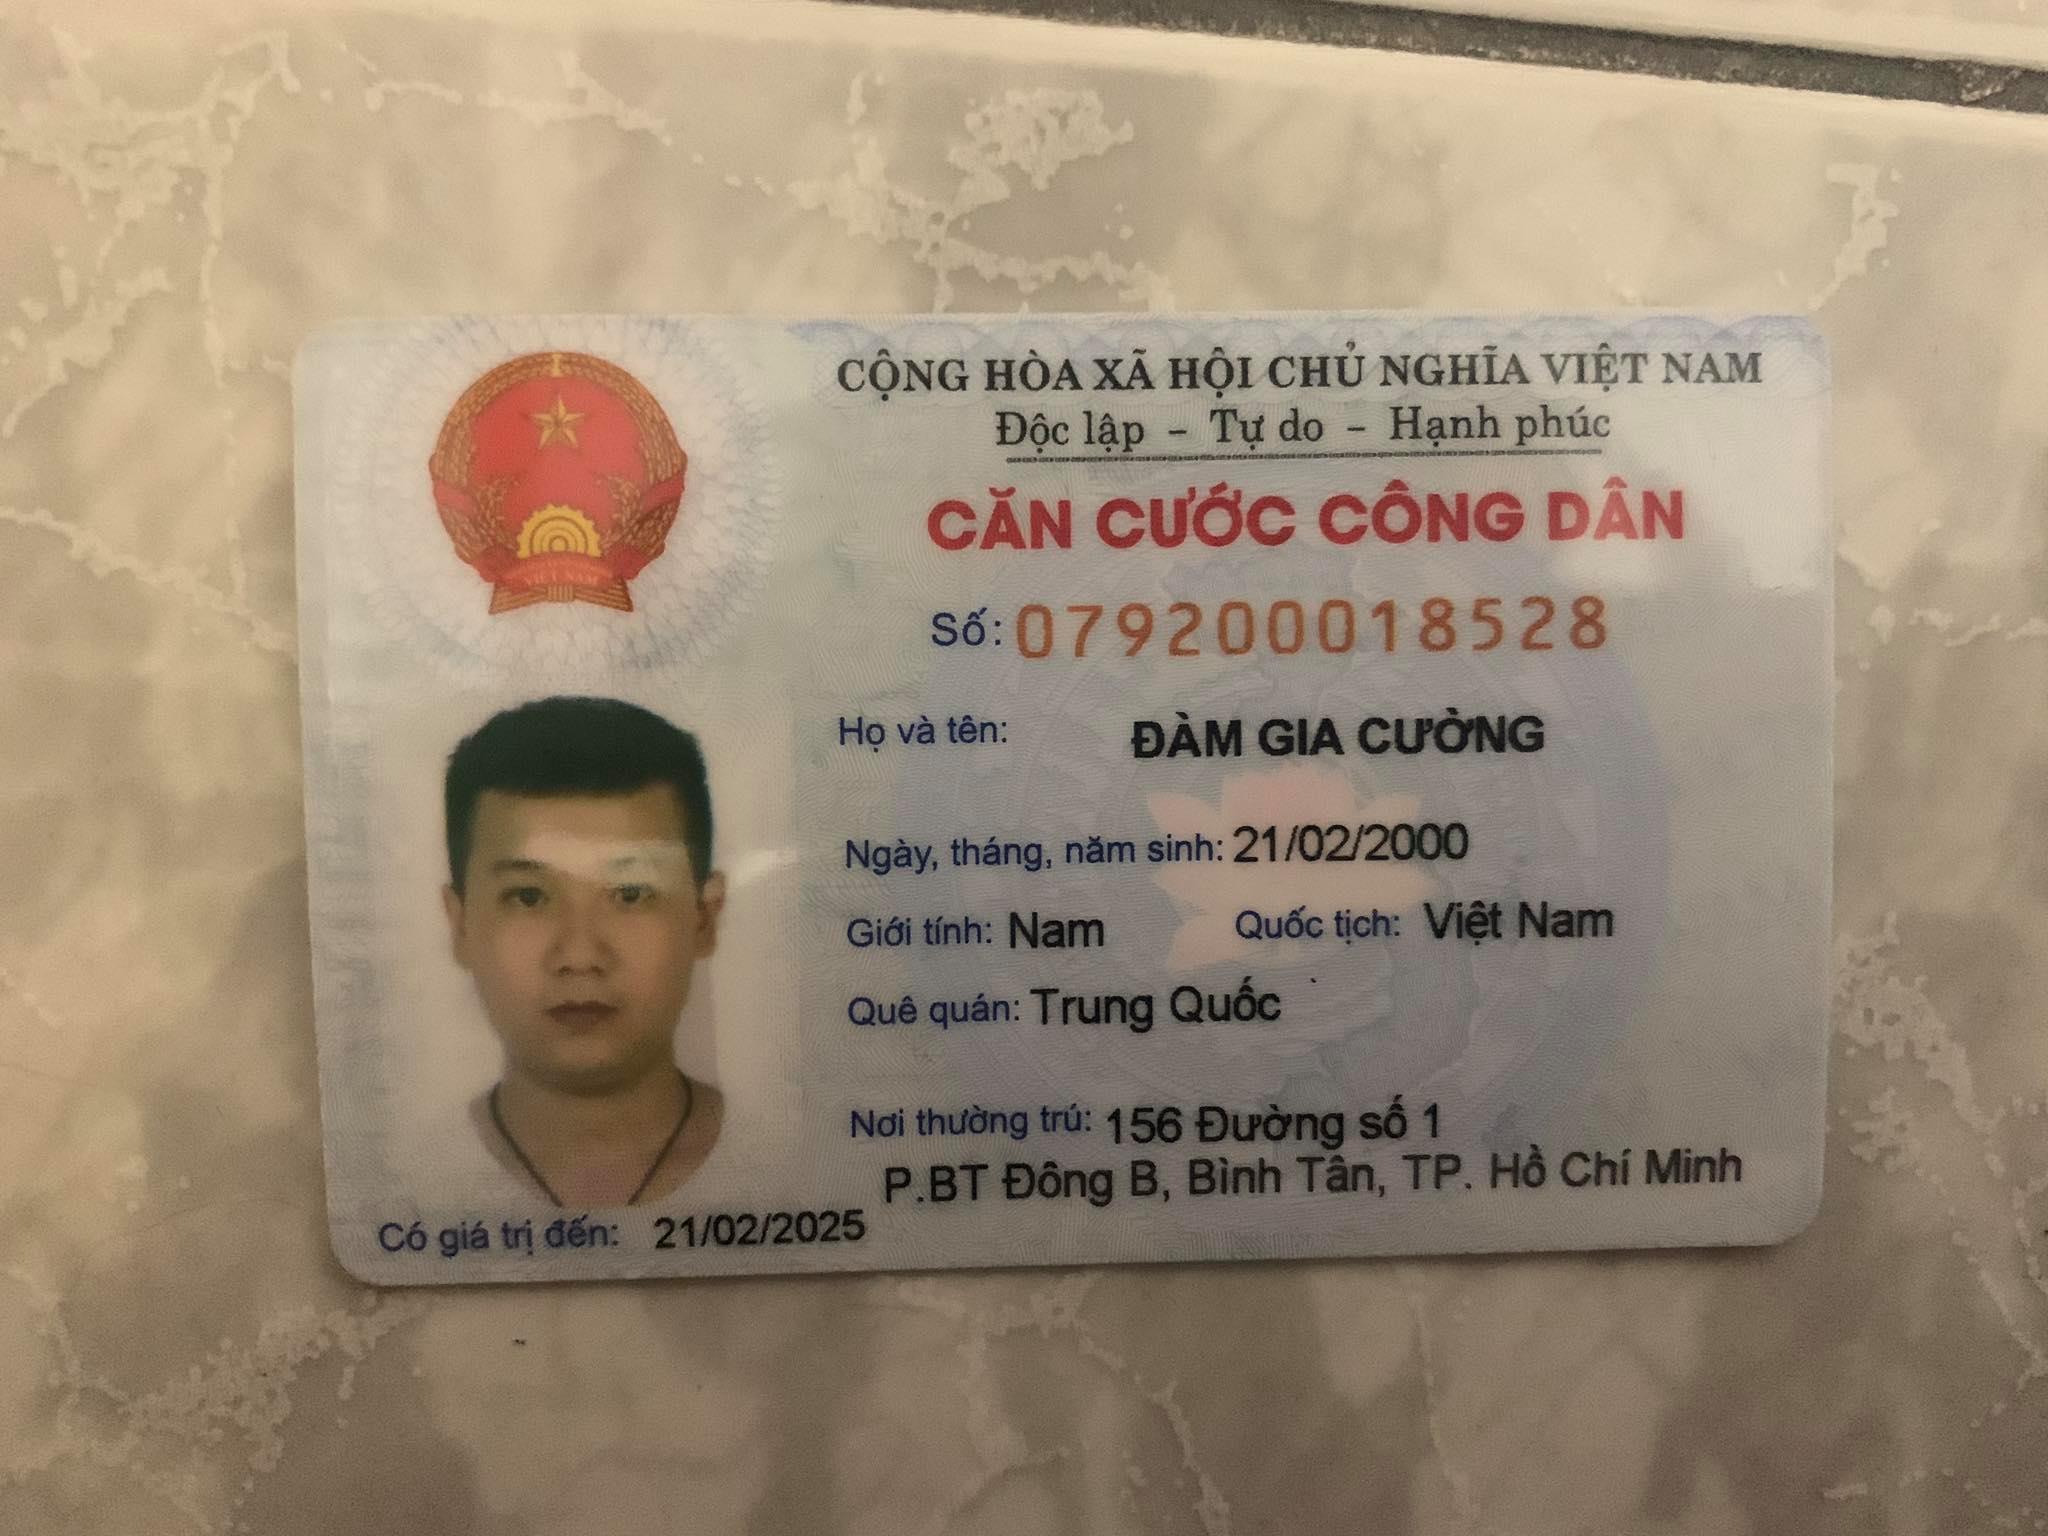 CỘNG HÒA XÃ HỘI CHỦ NGHĨA VIỆT NAM
Độc lập - Tự do - Hạnh phúc
CĂN CƯỚC CÔNG DÂN
Số: 079200018528
Họ và tên: ĐÀM GIA CƯỜNG
Ngày, tháng, năm sinh: 21/02/2000
Giới tính: Nam Quốc tịch: Việt Nam
Quê quán: Trung Quốc
Nơi thường trú: 156 Đường số 1
P.BT Đông B, Bình Tân, TP. Hồ Chí Minh
Có giá trị đến: 21/02/2025